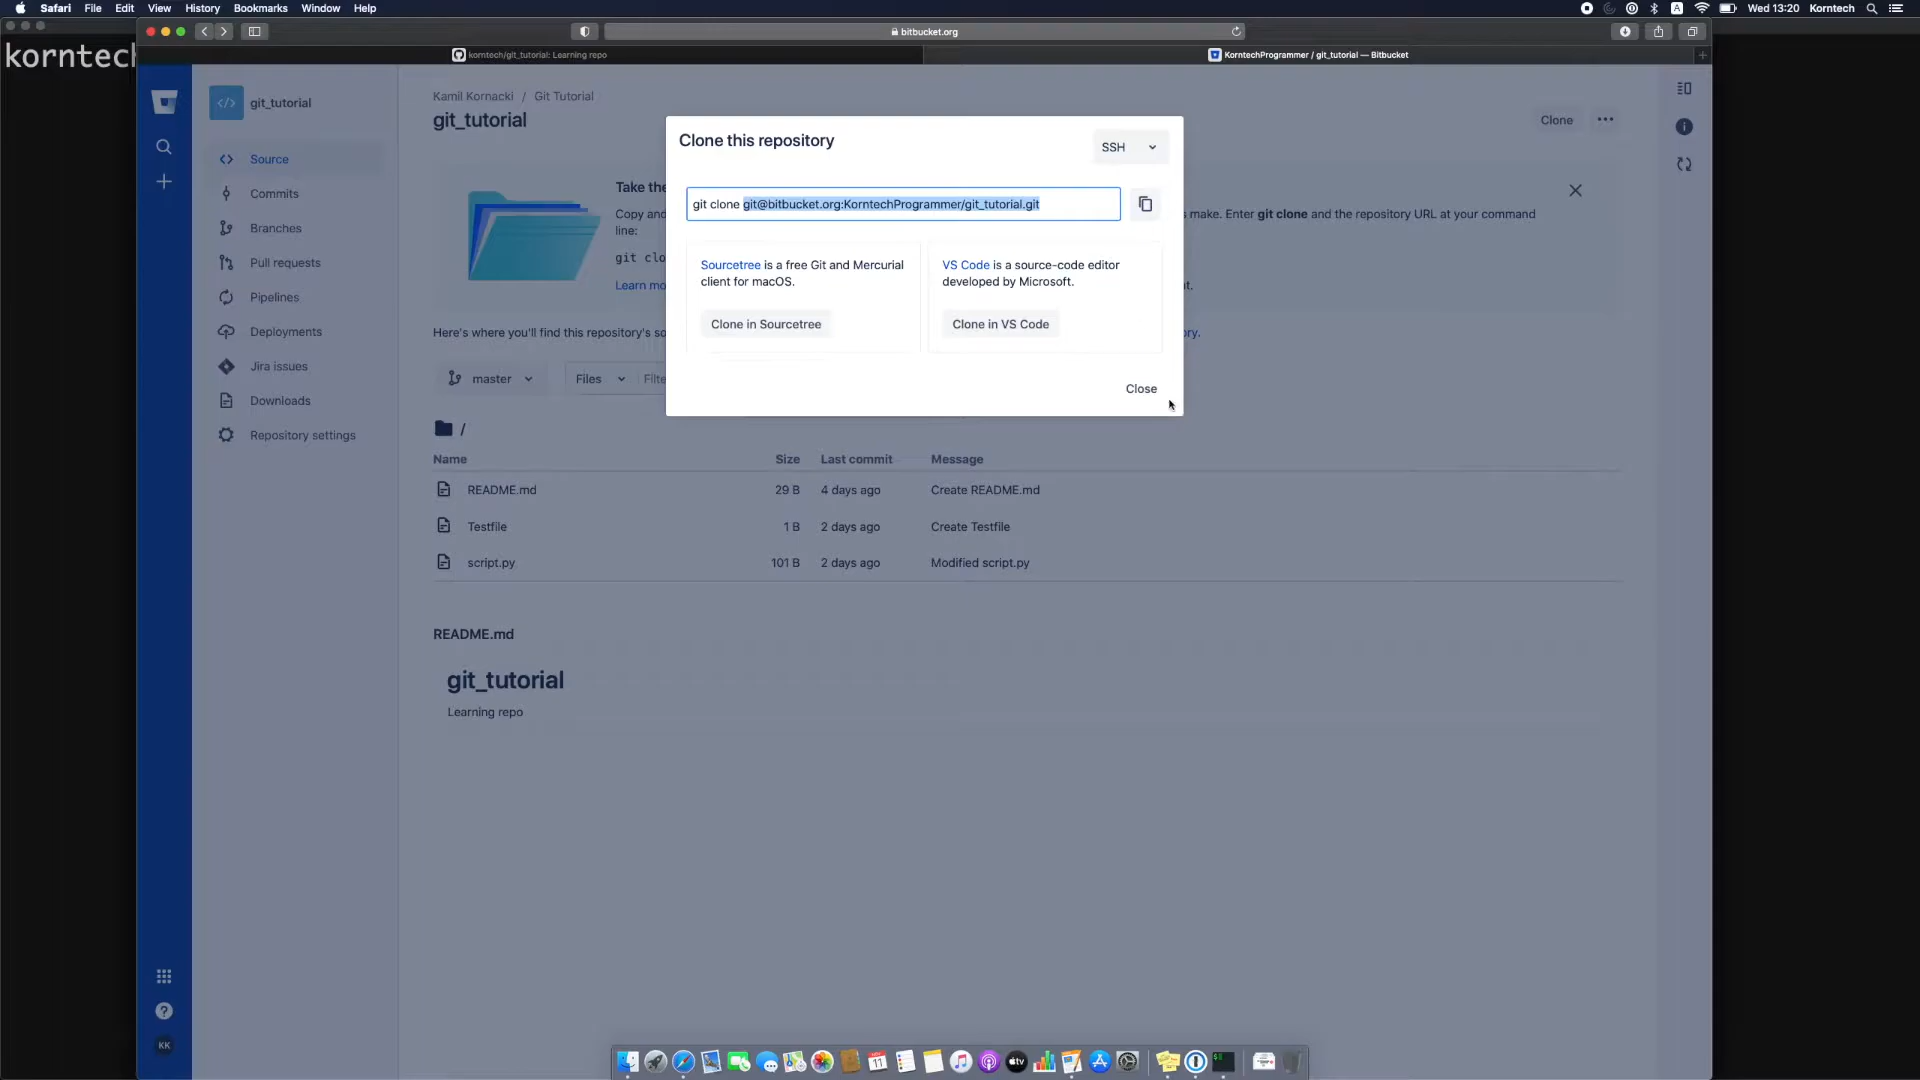 Safari File Edit View History Bookmarks Window Help
Wed 13:20 Korntech
korntech
bitbucket.org
korntech/git_tutorial: Learning repo
KorntechProgrammer / git_tutorial — Bitbucket
git_tutorial
Source
Commits
Branches
Pull requests
Pipelines
Deployments
Jira issues
Downloads
Repository settings
KK
Kamil Kornacki / Git Tutorial
git_tutorial
Clone
Take the
Copy and
make. Enter git clone and the repository URL at your command
line:
git clo
Learn mo
Here's where you'll find this repository's so
master
Files
Filte
Clone this repository
SSH
git clone git@bitbucket.org:KorntechProgrammer/git_tutorial.git
Sourcetree is a free Git and Mercurial
client for macOS.
Clone in Sourcetree
VS Code is a source-code editor
developed by Microsoft.
Clone in VS Code
Close
/
Name Size Last commit Message
README.md 29 B 4 days ago Create README.md
Testfile 1 B 2 days ago Create Testfile
script.py 101 B 2 days ago Modified script.py
README.md
git_tutorial
Learning repo